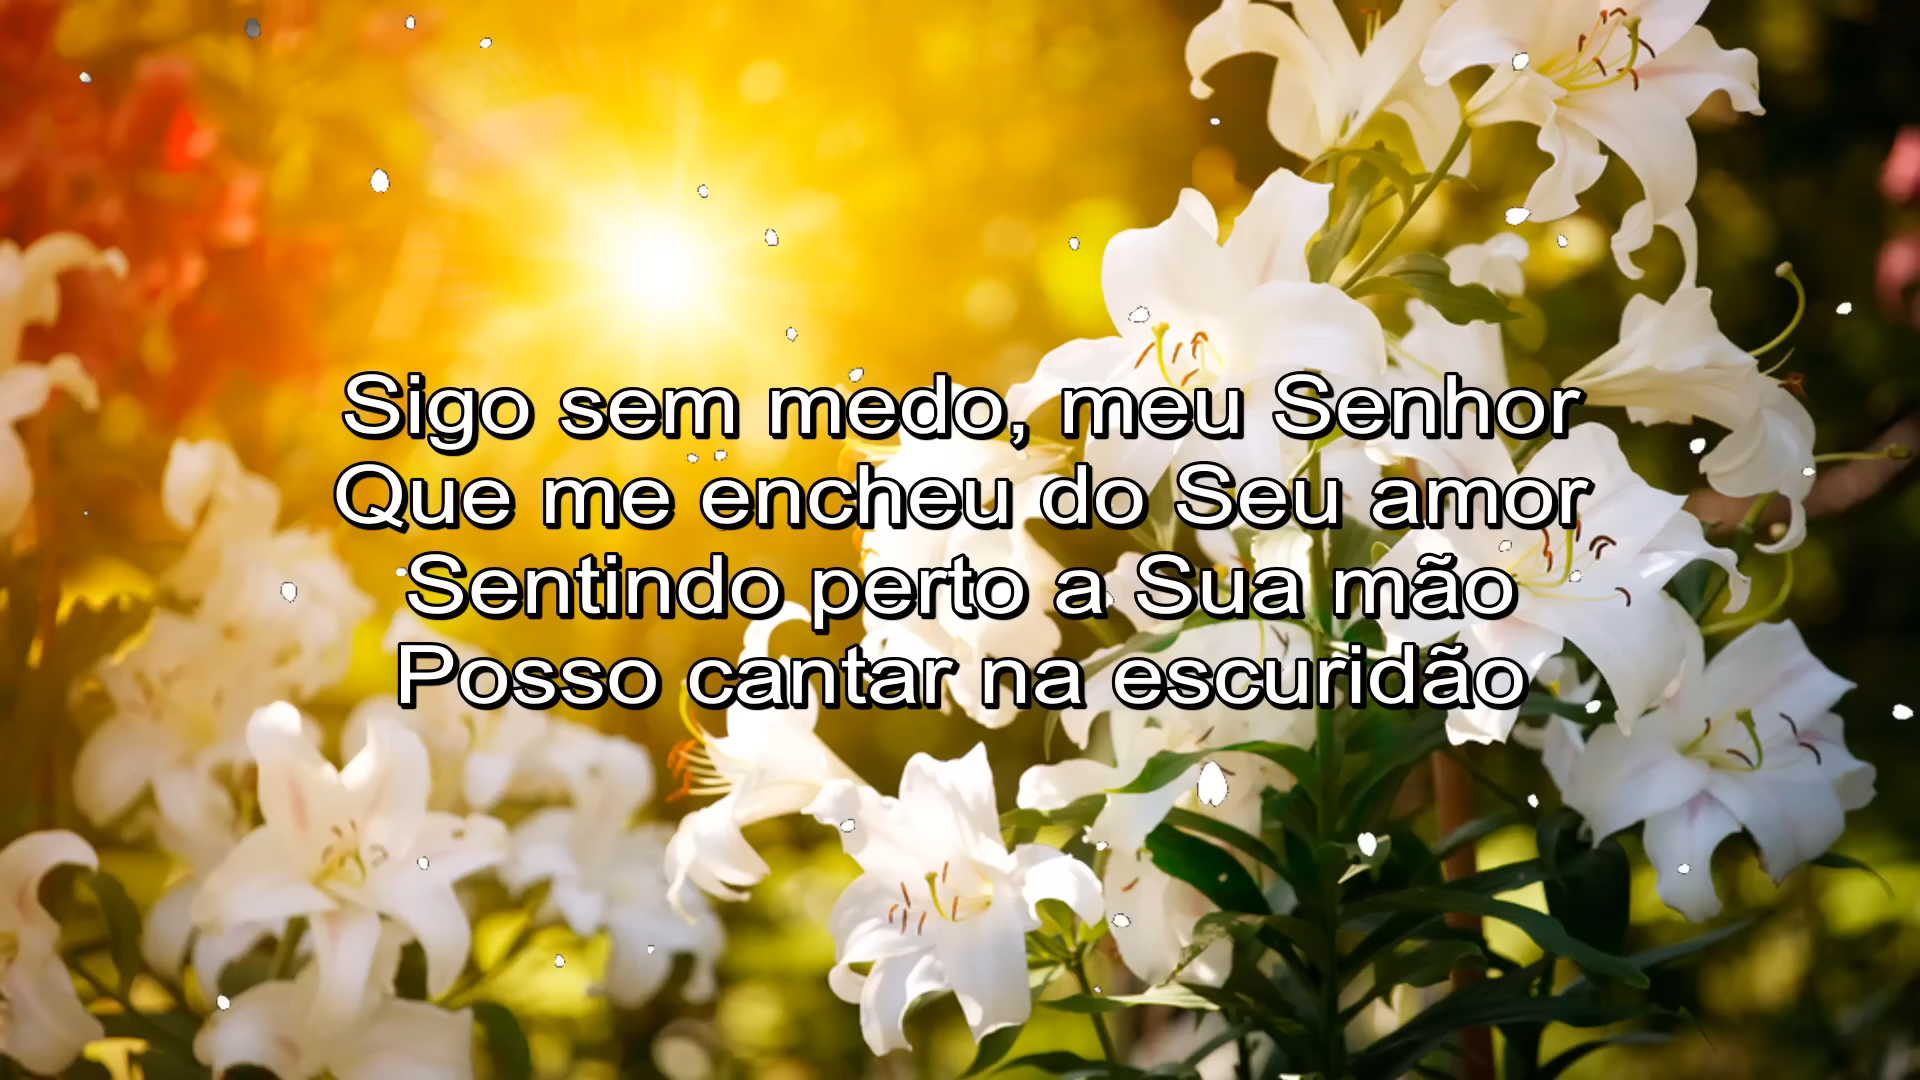 Sigo sem medo, meu Senhor
Que me encheu do Seu amor
Sentindo perto a Sua mão
Posso cantar na escuridão